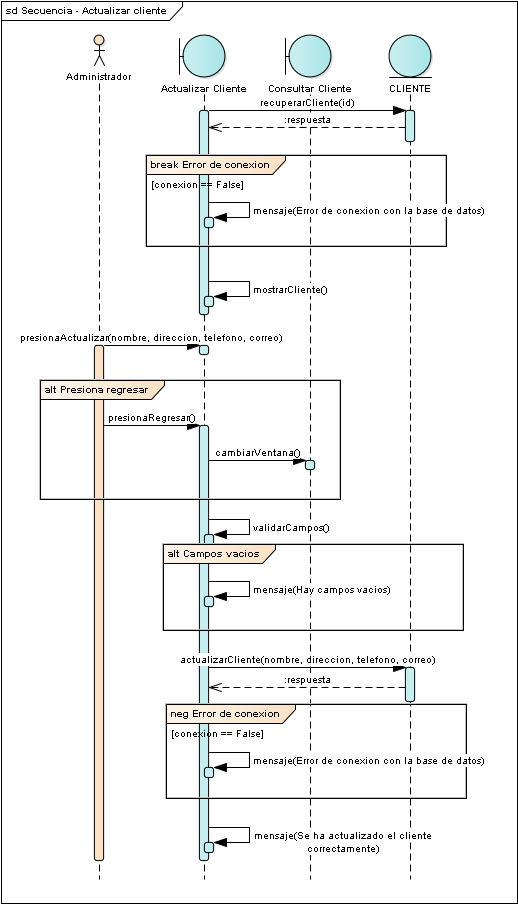 sd Secuencia - Actualizar cliente
Administrador
Actualizar Cliente
Consultar Cliente
CLIENTE
recuperarCliente(id)
:respuesta
break Error de conexion
[conexion == False]
mensaje(Error de conexion con la base de datos)
mostrarCliente()
presionaActualizar(nombre, direccion, telefono, correo)
alt Presiona regresar
presionaRegresar()
cambiarVentana()
validarCampos()
alt Campos vacios
mensaje(Hay campos vacios)
actualizarCliente(nombre, direccion, telefono, correo)
:respuesta
neg Error de conexion
[conexion == False]
mensaje(Error de conexion con la base de datos)
mensaje(Se ha actualizado el cliente
correctamente)